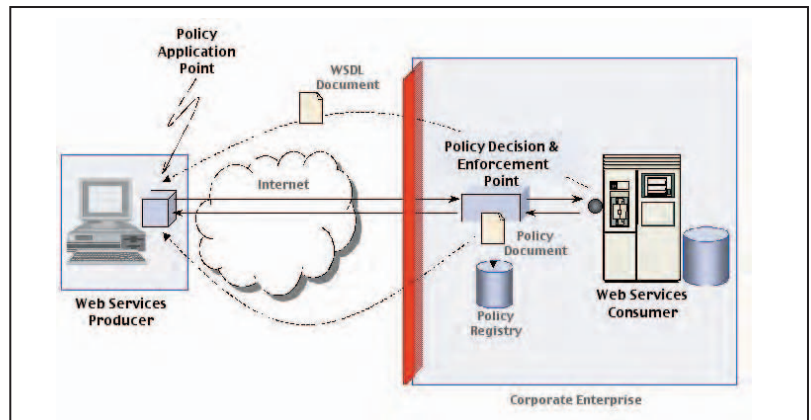 Policy
Application
Point
WSDL
Document
Policy Decision &
Enforcement
Point
Internet
Policy
Document
Web Services
Producer
Policy
Registry
Web Services
Consumer
Corporate Enterprise